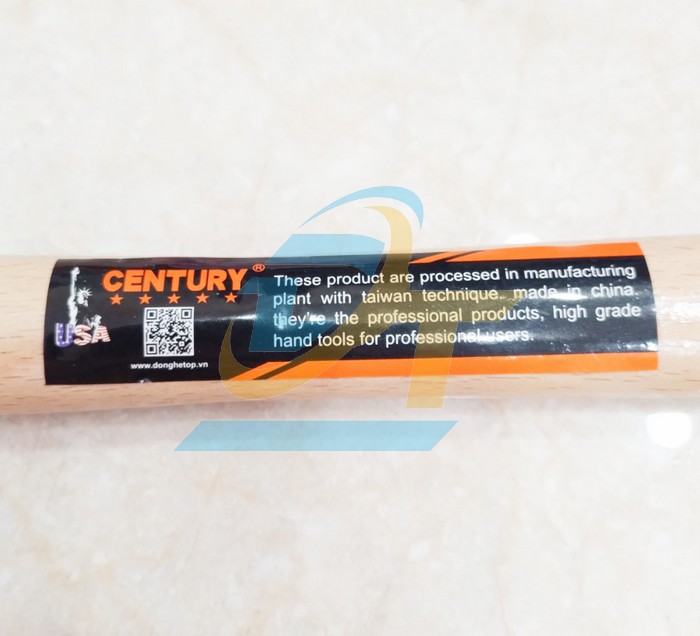 CENTURY®
USA
www.donghetop.vn
These product are processed in manufacturing
plant with taiwan technique. made in china.
they're the professional products, high grade
hand tools for professional users.
DT